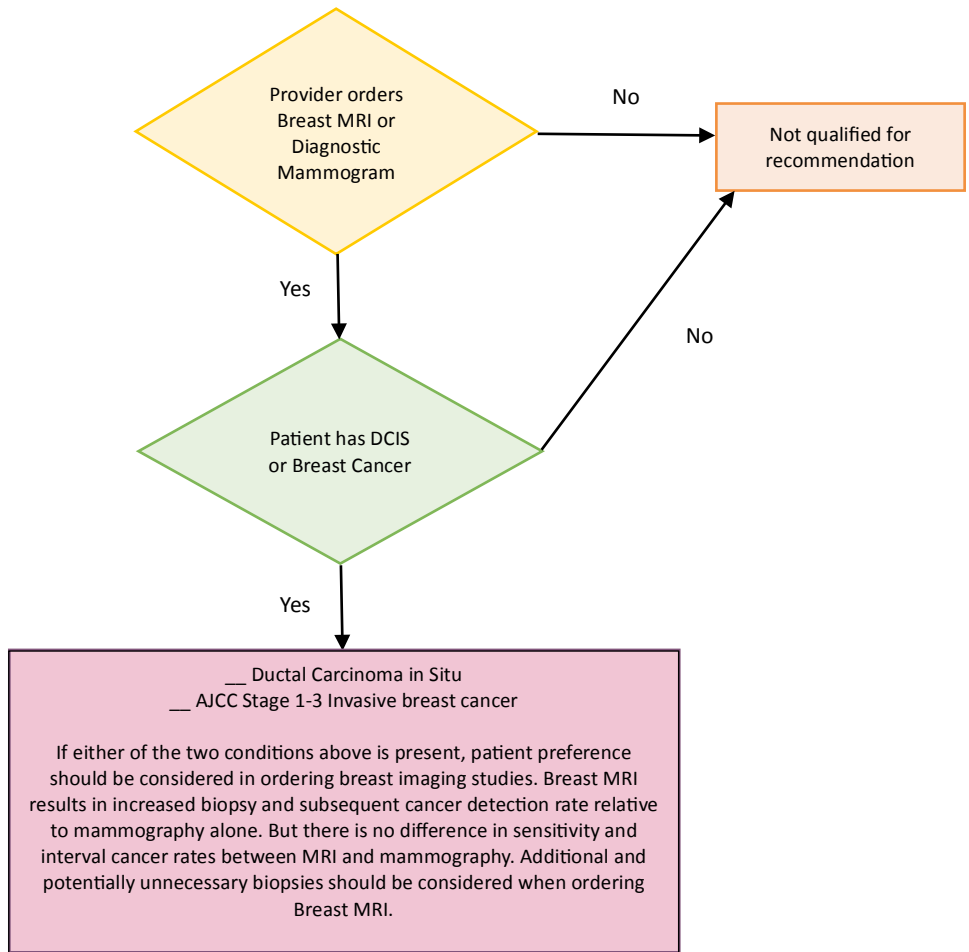 Provider orders
Breast MRI or
Diagnostic
Mammogram
No
Not qualified for
recommendation
Yes
No
Patient has DCIS
or Breast Cancer
Yes
__ Ductal Carcinoma in Situ
__ AJCC Stage 1-3 Invasive breast cancer
If either of the two conditions above is present, patient preference
should be considered in ordering breast imaging studies. Breast MRI
results in increased biopsy and subsequent cancer detection rate relative
to mammography alone. But there is no difference in sensitivity and
interval cancer rates between MRI and mammography. Additional and
potentially unnecessary biopsies should be considered when ordering
Breast MRI.